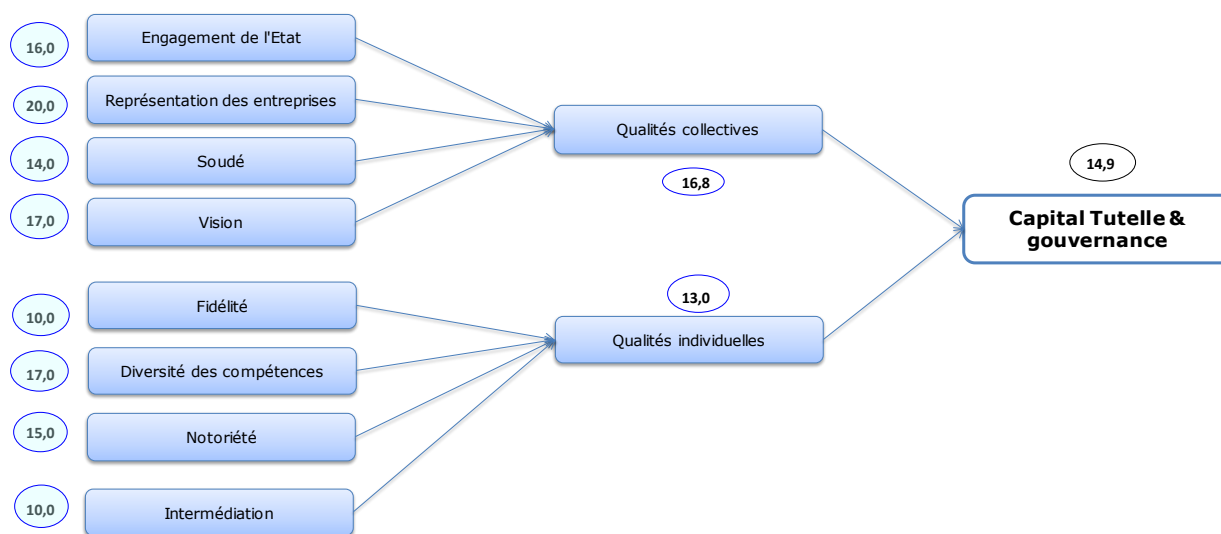 16,0
Engagement de l'Etat
20,0
Représentation des entreprises
14,0
Soudé
17,0
Vision
Qualités collectives
16,8
14,9
Capital Tutelle &
gouvernance
10,0
Fidélité
17,0
Diversité des compétences
15,0
Notoriété
10,0
Intermédiation
13,0
Qualités individuelles